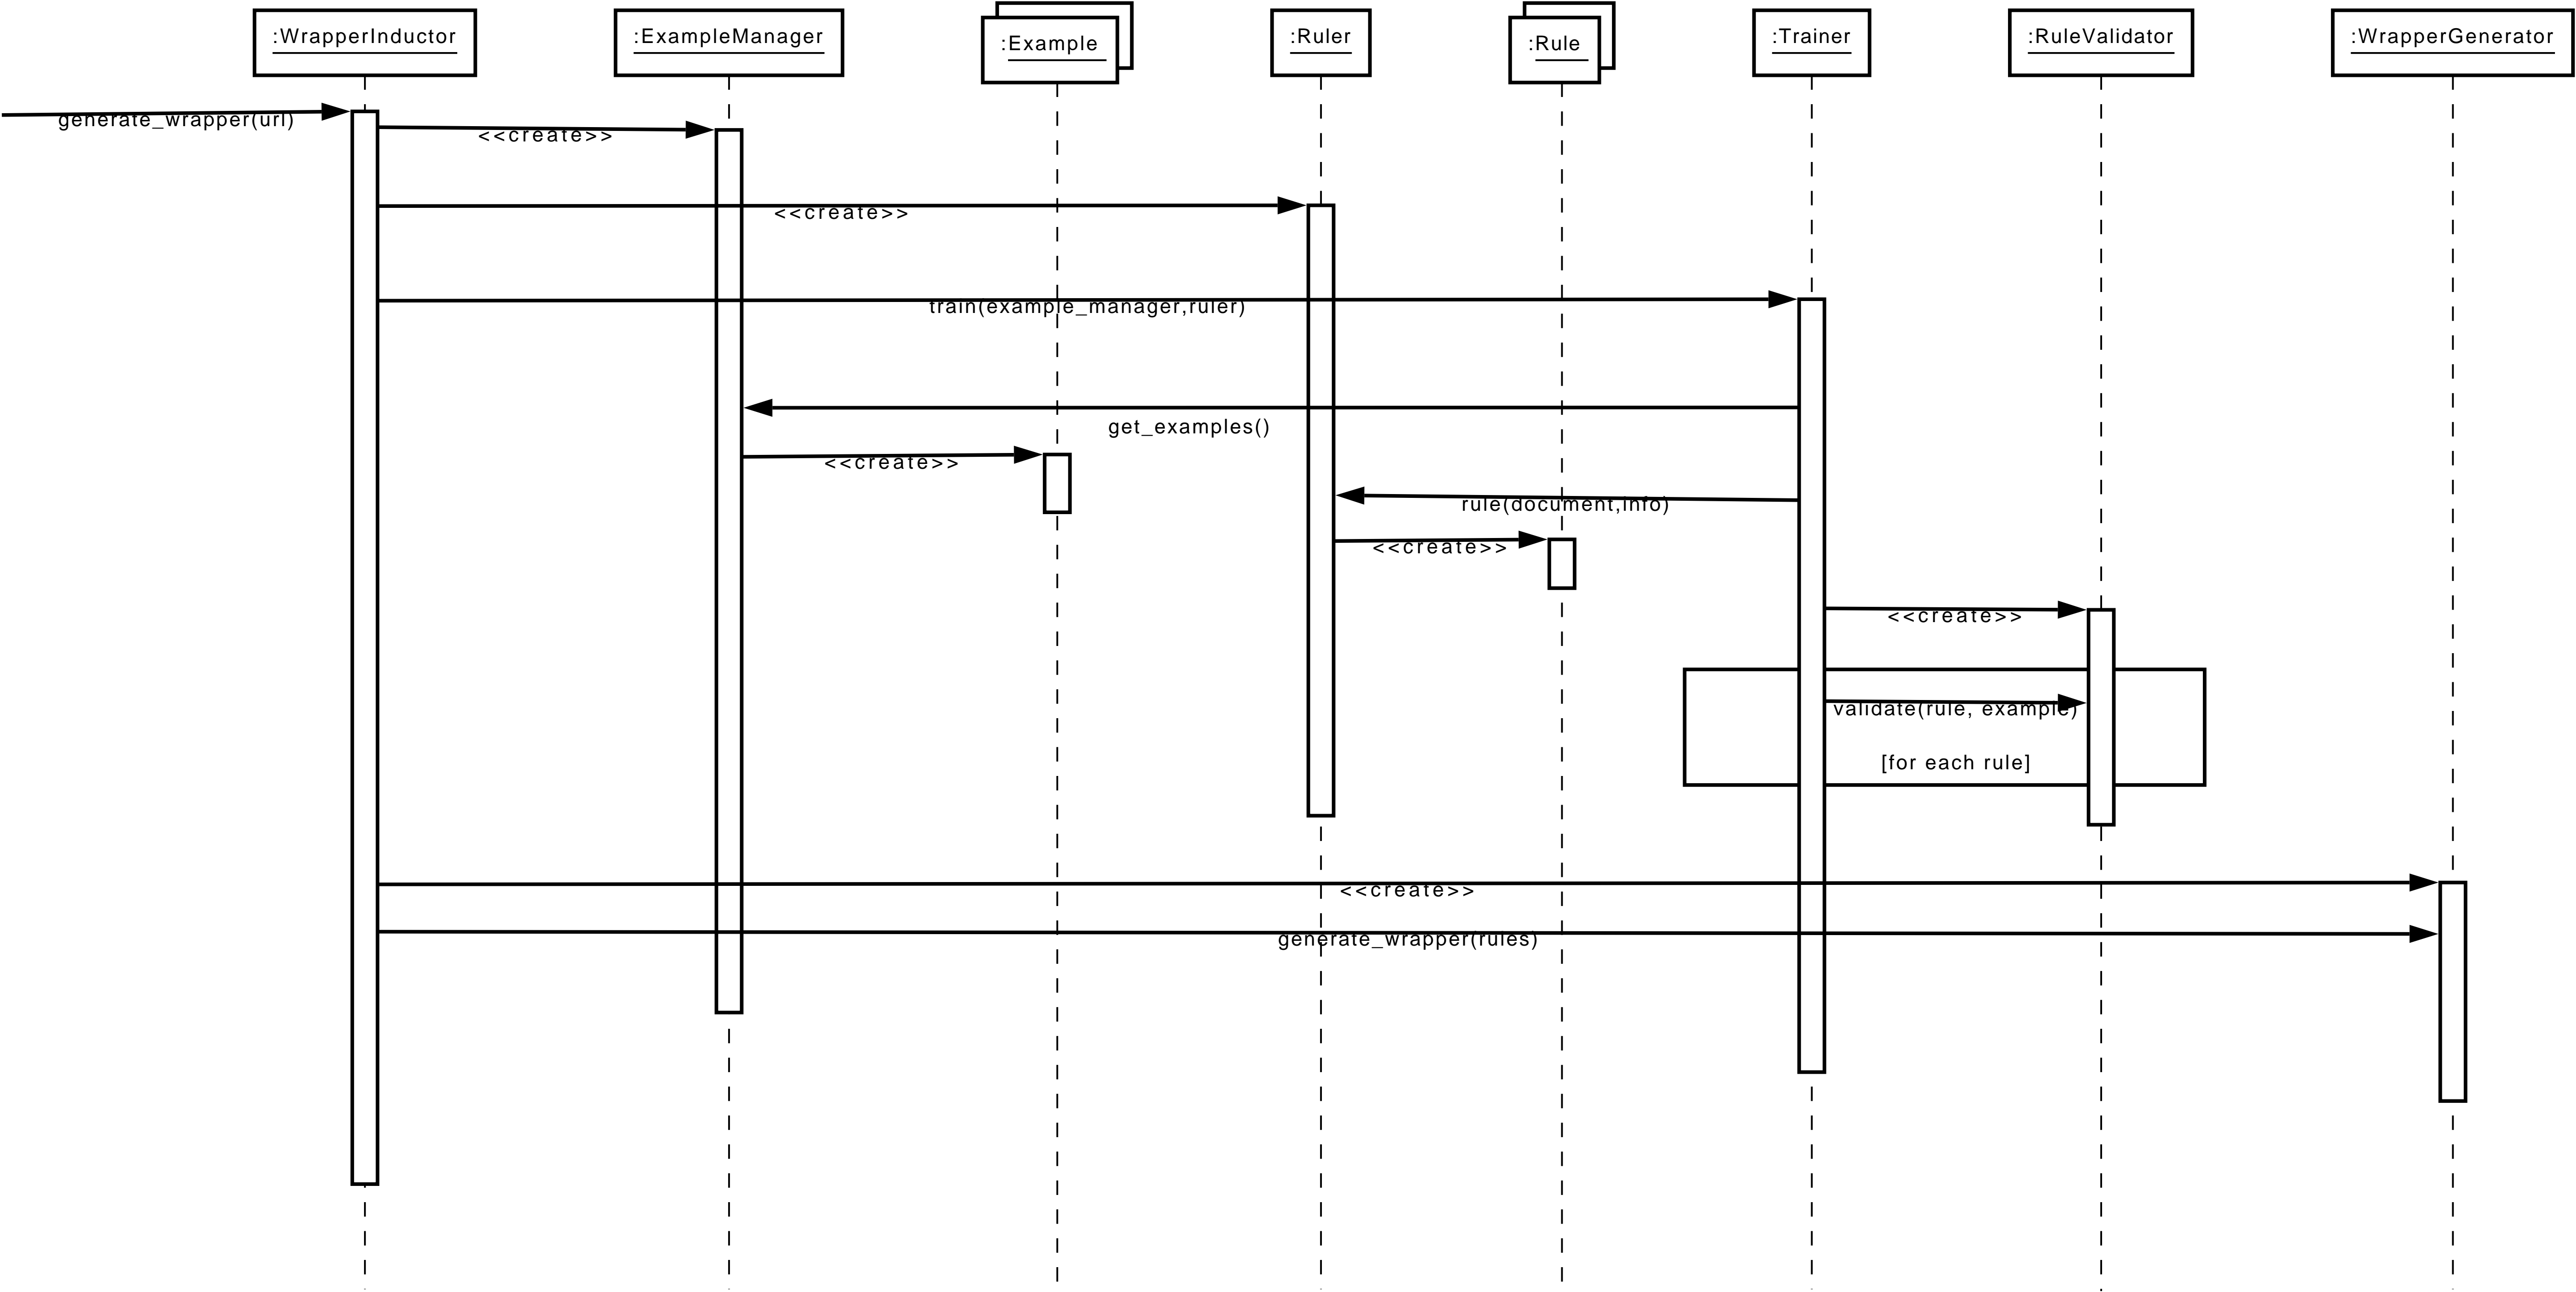 :WrapperInductor
:ExampleManager
:Example
:Ruler
:Rule
:Trainer
:RuleValidator
:WrapperGenerator
generate_wrapper(url)
<<create>>
<<create>>
train(example_manager,ruler)
get_examples()
<<create>>
rule(document,info)
<<create>>
<<create>>
validate(rule, example)
[for each rule]
<<create>>
generate_wrapper(rules)